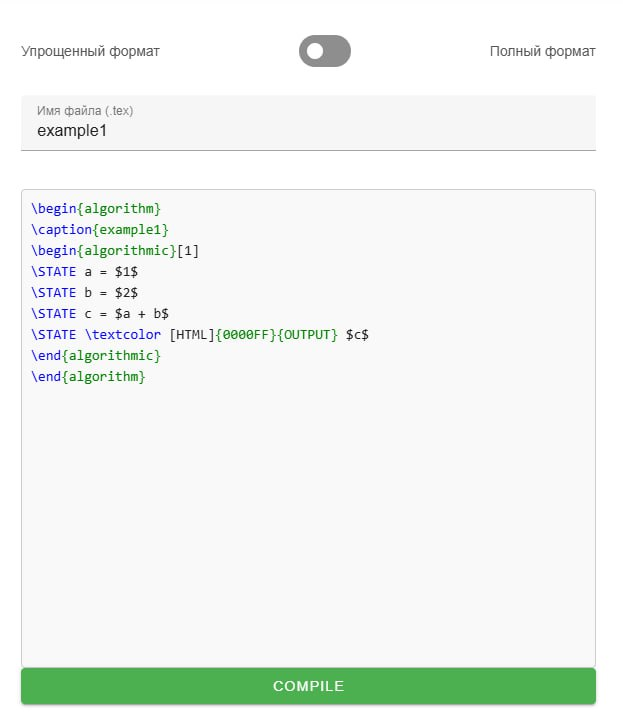 Упрощенный формат
Полный формат
Имя файла (.tex)
example1
\begin{algorithm}
\caption{example1}
\begin{algorithmic}[1]
\STATE a = $1$
\STATE b = $2$
\STATE c = $a + b$
\STATE \textcolor [HTML]{0000FF}{OUTPUT} $c$
\end{algorithmic}
\end{algorithm}
COMPILE